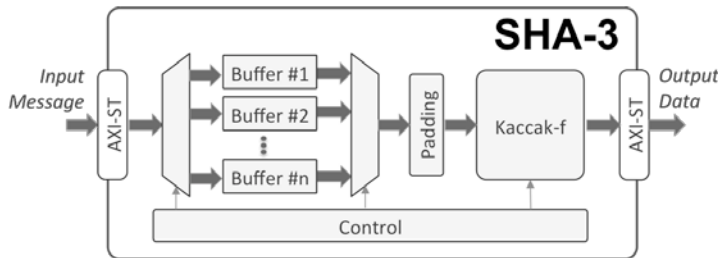 SHA-3
Input
Message
AXI-ST
Buffer #1
Buffer #2
Buffer #n
Padding
Kaccak-f
AXI-ST
Output
Data
Control